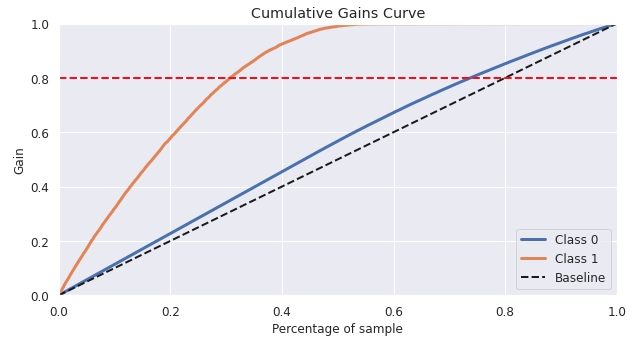 Cumulative Gains Curve
1.0
0.8
0.6
0.4
0.2
0.0
Gain
Class 0
Class 1
Baseline
0.0 0.2 0.4 0.6 0.8 1.0
Percentage of sample